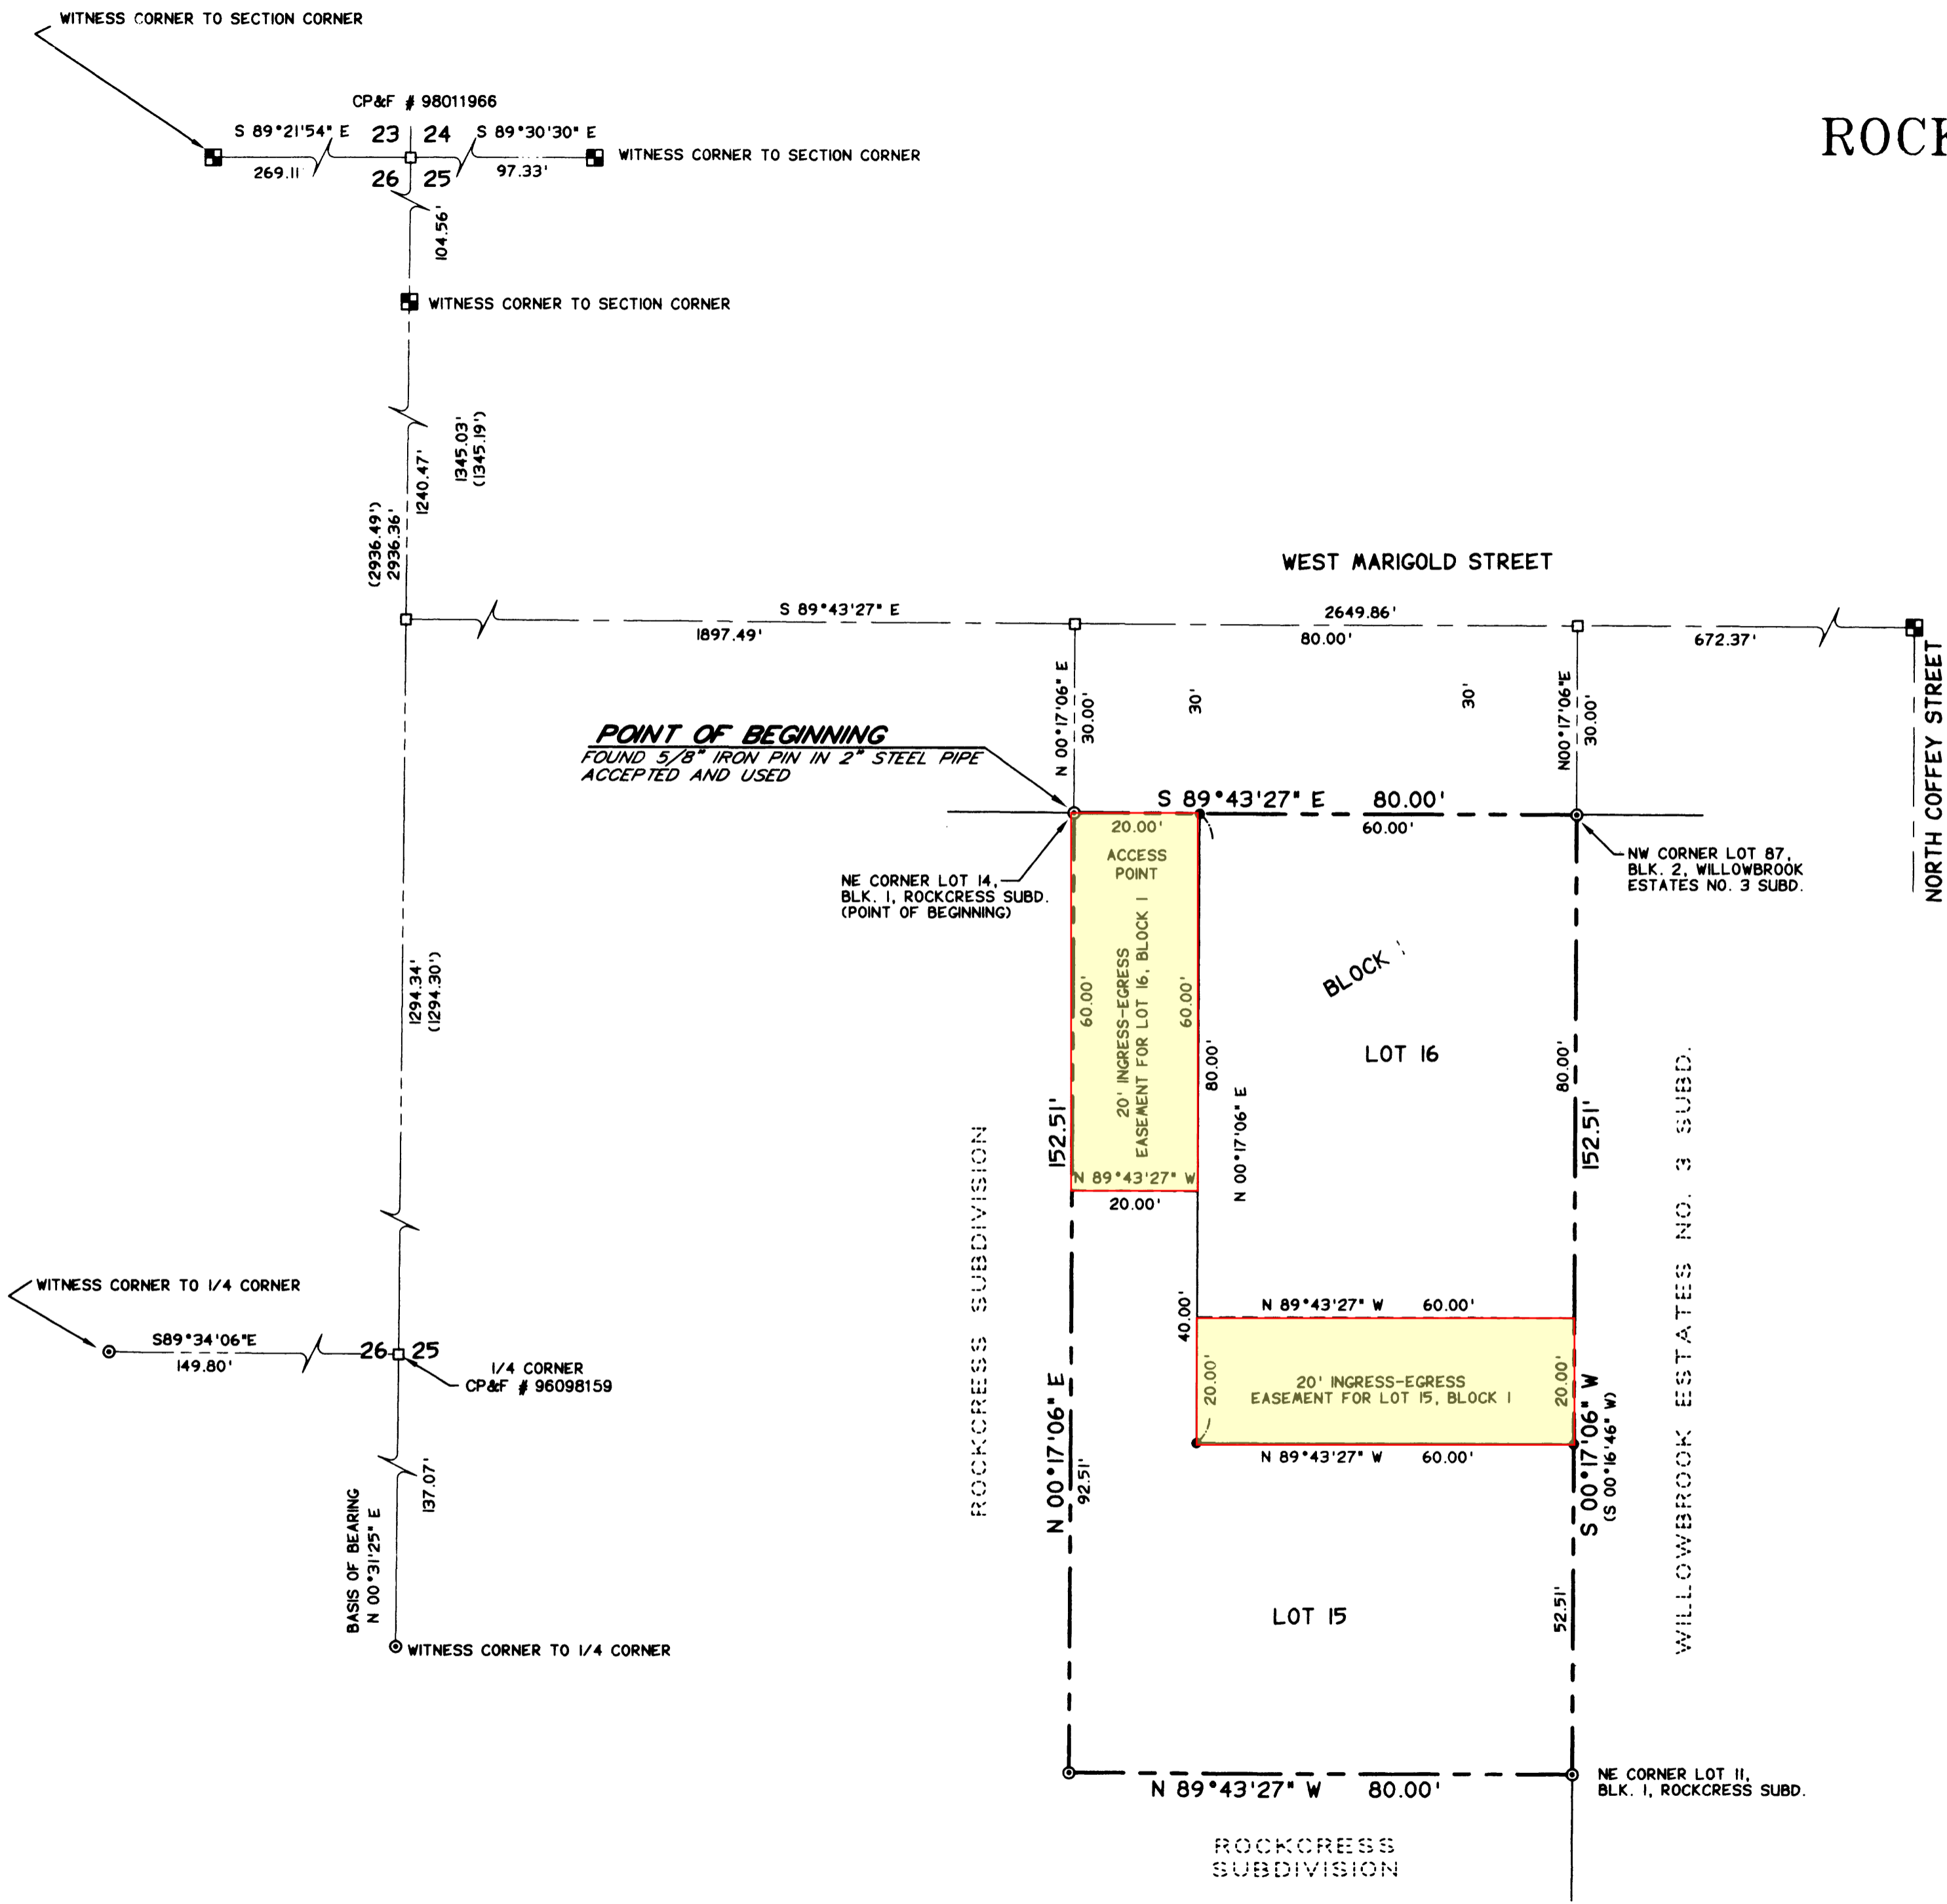 WITNESS CORNER TO SECTION CORNER
CP&F # 98011966
S 89°21'54" E
23
24
S 89°30'30" E
WITNESS CORNER TO SECTION CORNER
269.11'
26
25
97.33'
104.56'
WITNESS CORNER TO SECTION CORNER
1345.03'
(1345.19')
1240.47'
(2936.49')
2936.36'
WEST MARIGOLD STREET
S 89°43'27" E
1897.49'
2649.86'
80.00'
672.37'
NORTH COFFEY STREET
N 00°17'06" E
30.00'
30'
30'
N00°17'06"E
30.00'
POINT OF BEGINNING
FOUND 5/8" IRON PIN IN 2" STEEL PIPE
ACCEPTED AND USED
S 89°43'27" E 80.00'
20.00'
60.00'
ACCESS
POINT
NE CORNER LOT 14,
BLK. 1, ROCKCRESS SUBD.
(POINT OF BEGINNING)
NW CORNER LOT 87,
BLK. 2, WILLOWBROOK
ESTATES NO. 3 SUBD.
BLOCK
60.00'
20' INGRESS-EGRESS
EASEMENT FOR LOT 16, BLOCK 1
60.00'
1294.34'
(1294.30')
LOT 16
80.00'
80.00'
152.51'
N 00°17'06" E
152.51'
N 89°43'27" W
20.00'
ROCKCRESS SUBDIVISION
WILLOWBROOK ESTATES NO. 3 SUBD.
WITNESS CORNER TO 1/4 CORNER
S89°34'06"E
149.80'
26
25
1/4 CORNER
CP&F # 96098159
40.00'
N 89°43'27" W 60.00'
20.00'
20' INGRESS-EGRESS
EASEMENT FOR LOT 15, BLOCK 1
20.00'
N 89°43'27" W 60.00'
N 00°17'06" E
92.51'
S 00°17'06" W
(S 00°16'46" W)
137.07'
BASIS OF BEARING
N 00°31'25" E
WITNESS CORNER TO 1/4 CORNER
LOT 15
52.51'
N 89°43'27" W 80.00'
NE CORNER LOT 11,
BLK. 1, ROCKCRESS SUBD.
ROCKCRESS
SUBDIVISION